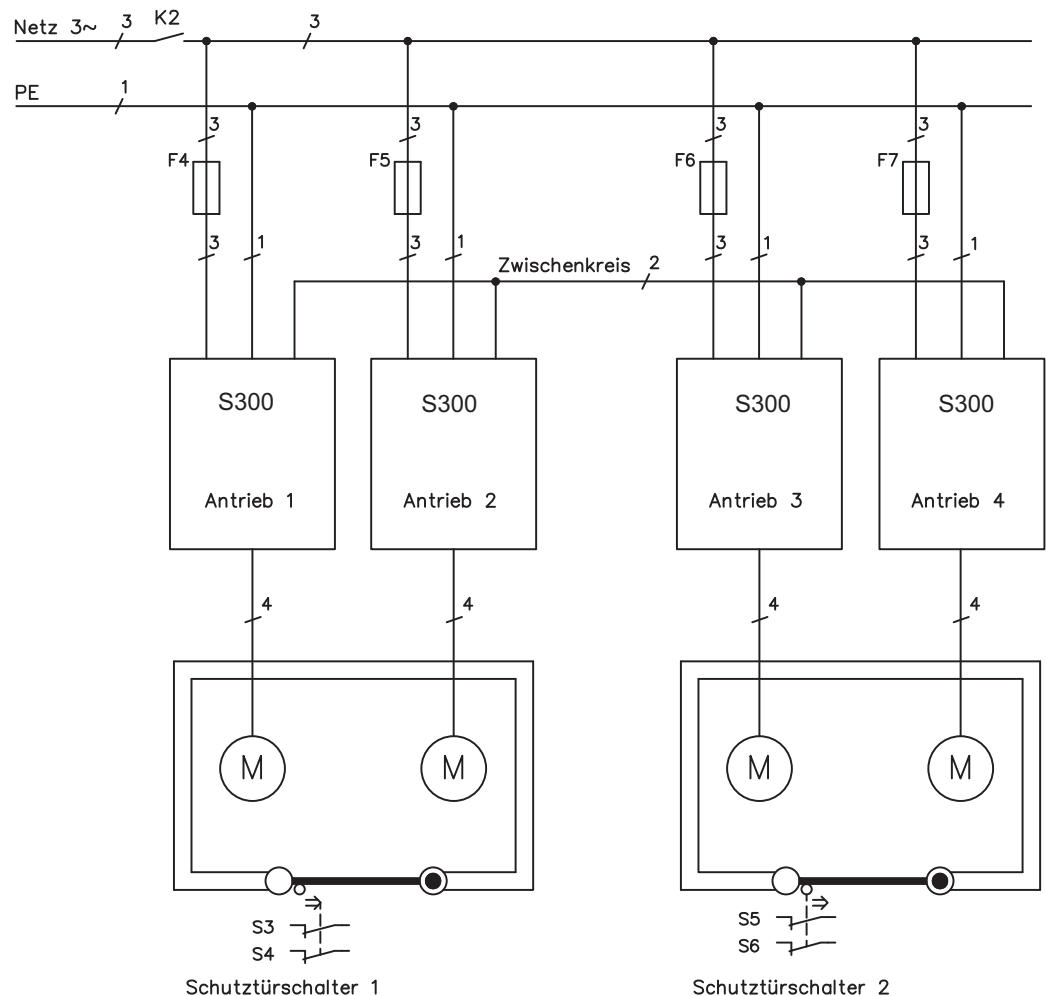 Netz 3~ 3 K2 3
PE 1
3 3 3 3
F4 F5 F6 F7
3 1 3 1 3 1 3 1
Zwischenkreis 2
S300 S300 S300 S300
Antrieb 1 Antrieb 2 Antrieb 3 Antrieb 4
4 4 4 4
M M M M
S3 S5
S4 S6
Schutztürschalter 1 Schutztürschalter 2